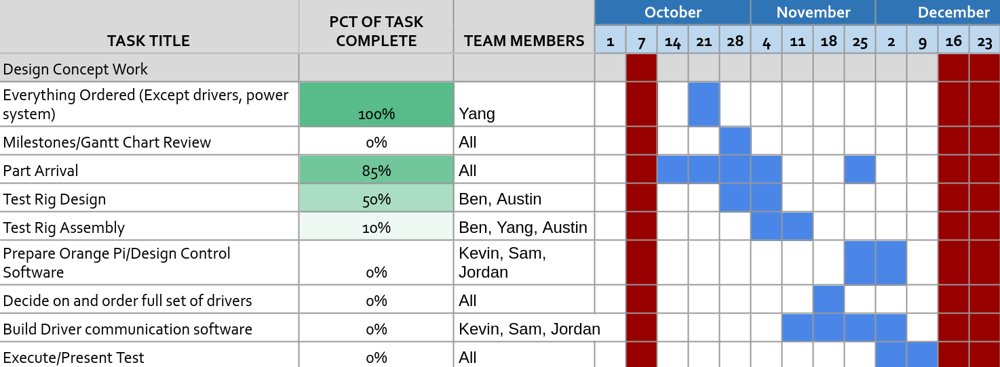 October November December
PCT OF TASK
TASK TITLE COMPLETE TEAM MEMBERS 1 7 14 21 28 4 11 18 25 2 9 16 23
Design Concept Work
Everything Ordered (Except drivers, power
system) 100% Yang
Milestones/Gantt Chart Review 0% All
Part Arrival 85% All
Test Rig Design 50% Ben, Austin
Test Rig Assembly 10% Ben, Yang, Austin
Prepare Orange Pi/Design Control Kevin, Sam,
Software 0% Jordan
Decide on and order full set of drivers 0% All
Build Driver communication software 0% Kevin, Sam, Jordan
Execute/Present Test 0% All